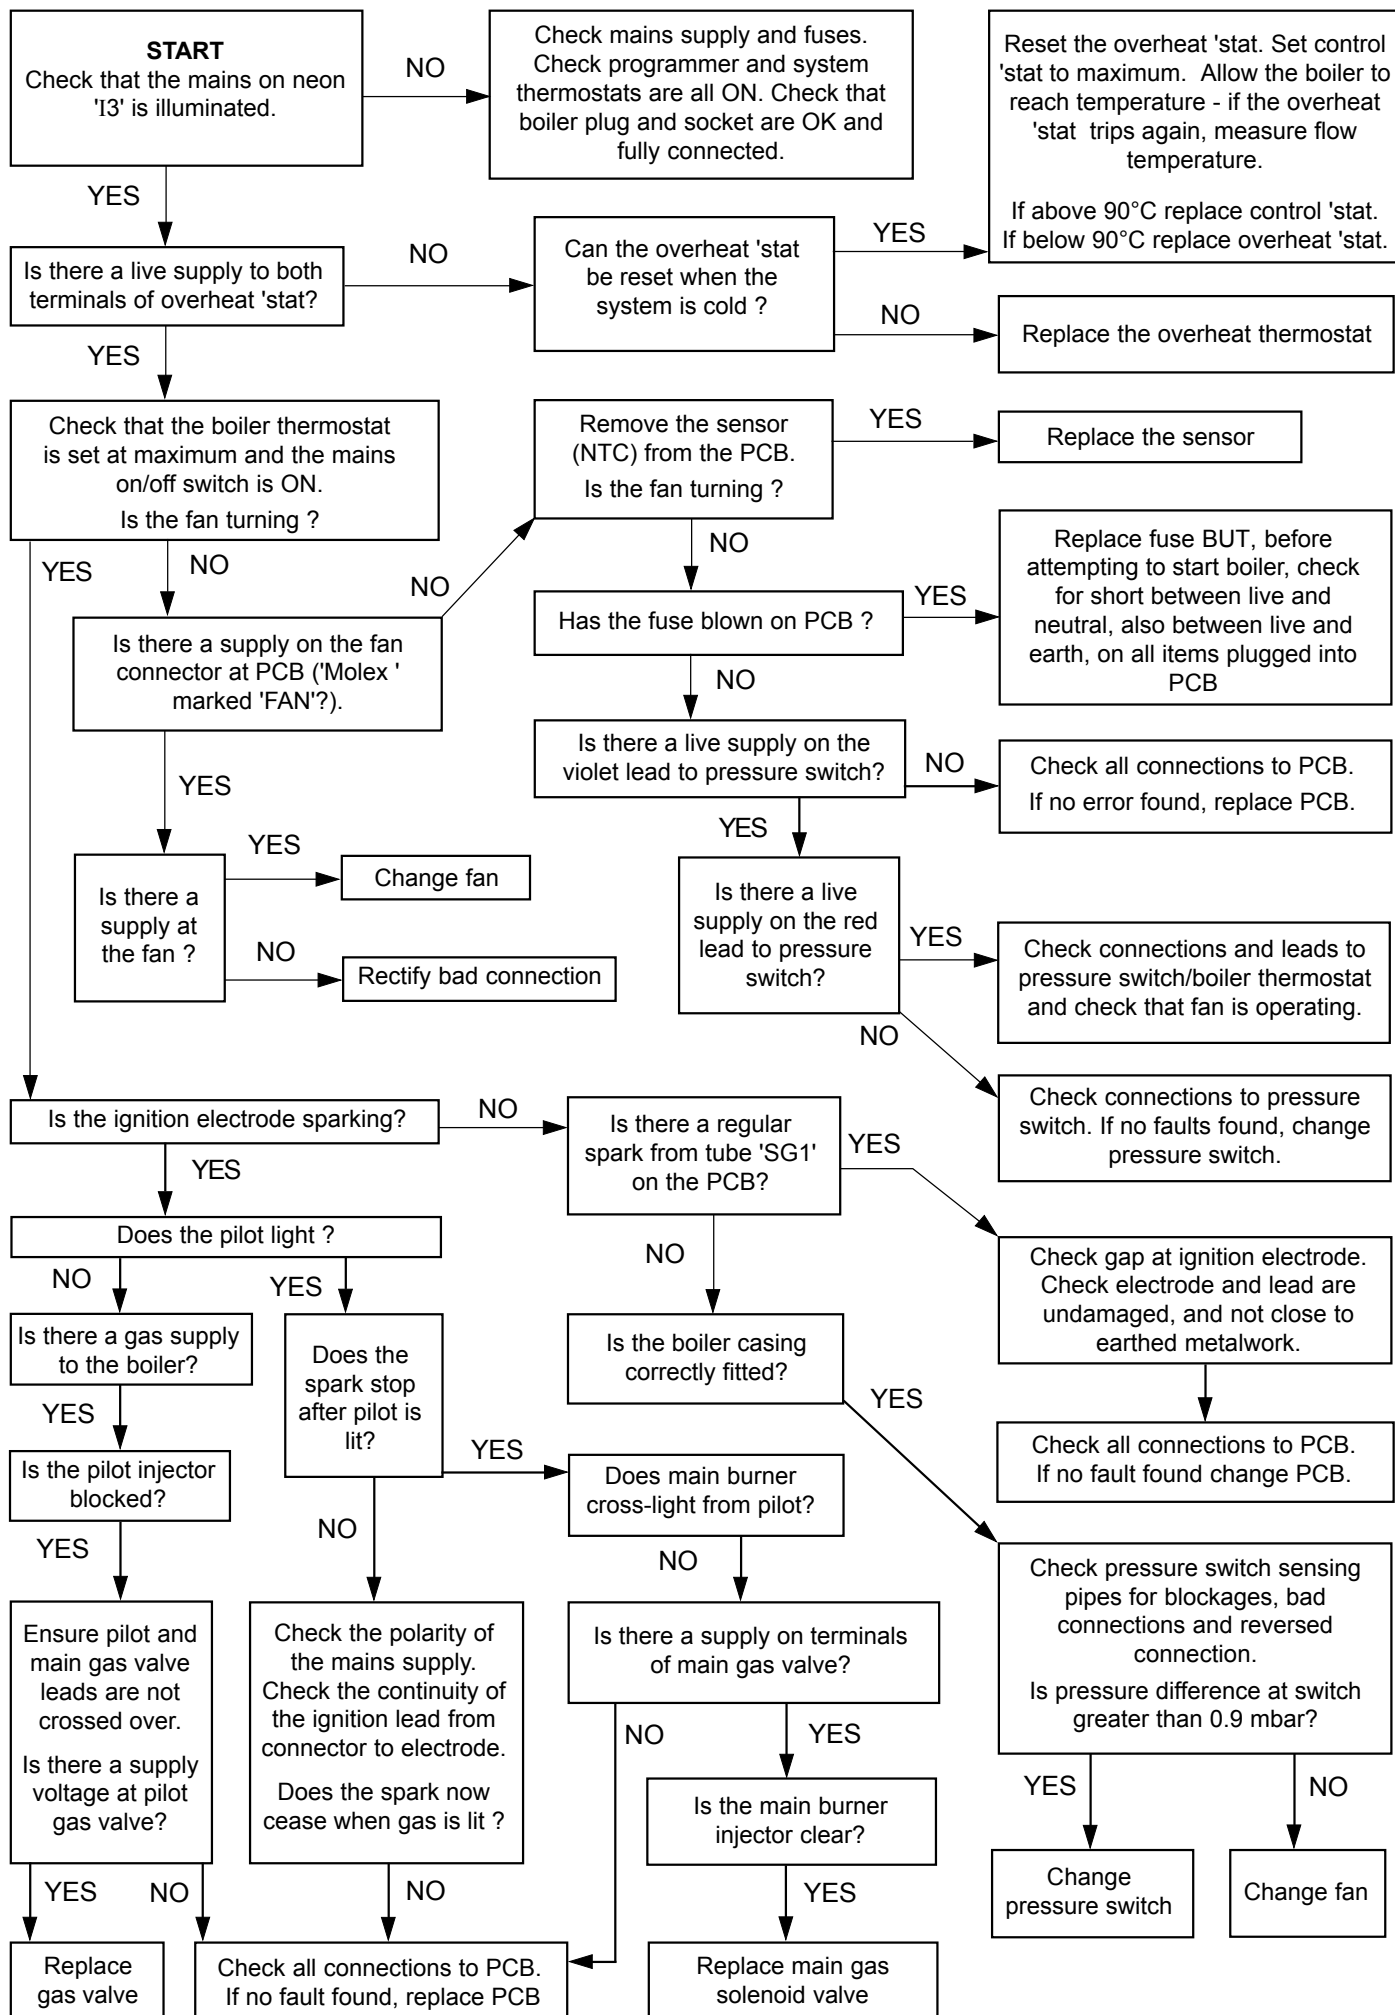 START
Check that the mains on neon
'I3' is illuminated.
NO
Check mains supply and fuses.
Check programmer and system
thermostats are all ON. Check that
boiler plug and socket are OK and
fully connected.
Reset the overheat 'stat. Set control
'stat to maximum. Allow the boiler to
reach temperature - if the overheat
'stat trips again, measure flow
temperature.
If above 90°C replace control 'stat.
If below 90°C replace overheat 'stat.
YES
Is there a live supply to both
terminals of overheat 'stat?
NO
Can the overheat 'stat
be reset when the
system is cold ?
YES
NO
Replace the overheat thermostat
YES
Check that the boiler thermostat
is set at maximum and the mains
on/off switch is ON.
Is the fan turning ?
Remove the sensor
(NTC) from the PCB.
Is the fan turning ?
YES
Replace the sensor
YES
NO
NO
NO
Is there a supply on the fan
connector at PCB ('Molex '
marked 'FAN'?).
Has the fuse blown on PCB ?
YES
Replace fuse BUT, before
attempting to start boiler, check
for short between live and
neutral, also between live and
earth, on all items plugged into
PCB
NO
Is there a live supply on the
violet lead to pressure switch?
NO
Check all connections to PCB.
If no error found, replace PCB.
YES
YES
Is there a
supply at
the fan ?
YES
Change fan
NO
Rectify bad connection
Is there a live
supply on the red
lead to pressure
switch?
YES
Check connections and leads to
pressure switch/boiler thermostat
and check that fan is operating.
NO
Check connections to pressure
switch. If no faults found, change
pressure switch.
Is the ignition electrode sparking?
NO
Is there a regular
spark from tube 'SG1'
on the PCB?
YES
YES
Does the pilot light ?
NO
Check gap at ignition electrode.
Check electrode and lead are
undamaged, and not close to
earthed metalwork.
NO
YES
Is there a gas supply
to the boiler?
Does the
spark stop
after pilot is
lit?
Is the boiler casing
correctly fitted?
YES
Check all connections to PCB.
If no fault found change PCB.
YES
Is the pilot injector
blocked?
YES
Does main burner
cross-light from pilot?
YES
NO
NO
Check pressure switch sensing
pipes for blockages, bad
connections and reversed
connection.
Is pressure difference at switch
greater than 0.9 mbar?
Ensure pilot and
main gas valve
leads are not
crossed over.
Is there a supply
voltage at pilot
gas valve?
Check the polarity of
the mains supply.
Check the continuity of
the ignition lead from
connector to electrode.
Does the spark now
cease when gas is lit ?
Is there a supply on terminals
of main gas valve?
NO
YES
Is the main burner
injector clear?
YES
NO
Change
pressure switch
Change fan
YES
NO
NO
YES
Replace
gas valve
Check all connections to PCB.
If no fault found, replace PCB
Replace main gas
solenoid valve